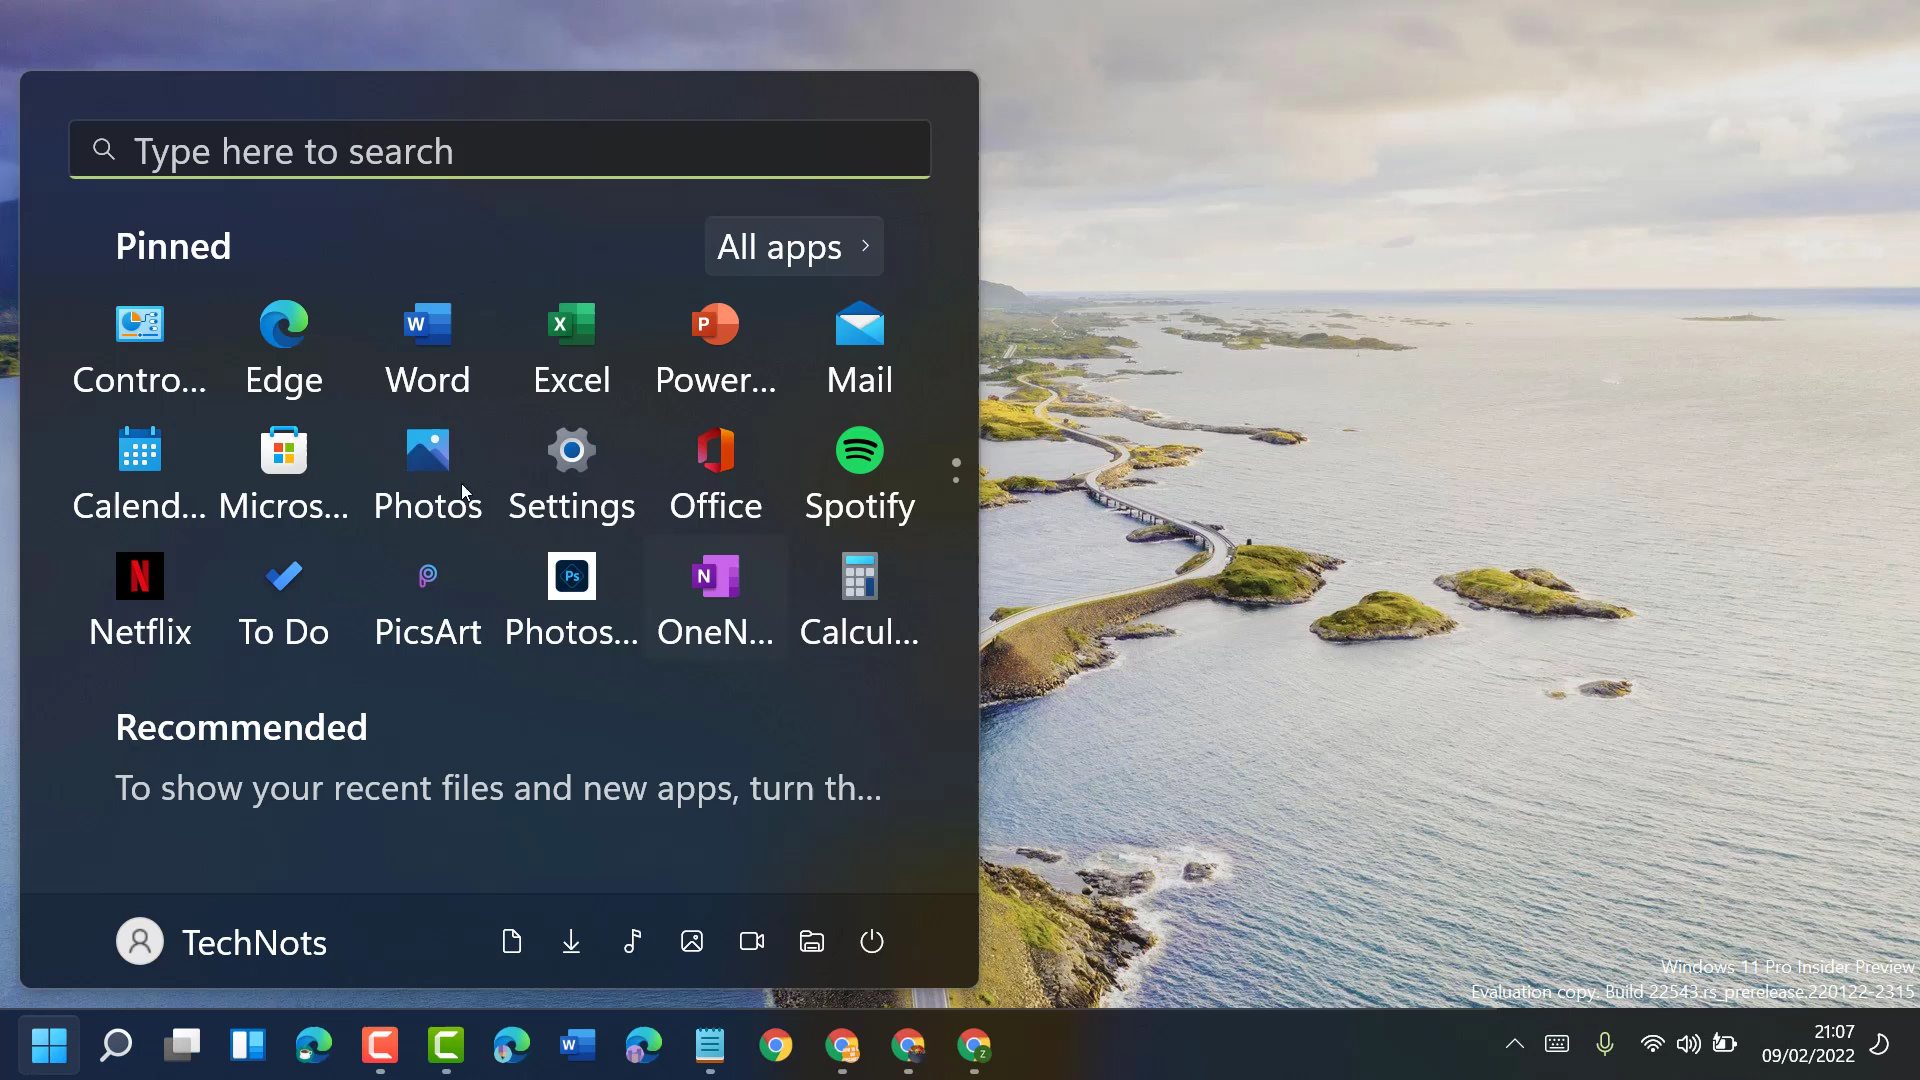 Type here to search
Pinned
All apps
Contro...
Edge
Word
Excel
Power...
Mail
Calend...
Micros...
Photos
Settings
Office
Spotify
Netflix
To Do
PicsArt
Photos...
OneN...
Calcul...
Recommended
To show your recent files and new apps, turn th...
TechNots
Windows 11 Pro Insider Preview
Evaluation copy. Build 22543.rs_prerelease.220122-2315
21:07
09/02/2022